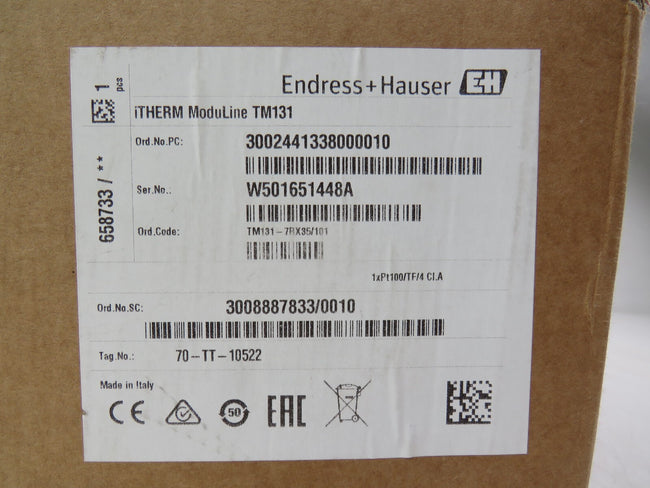 1 pcs
658733 / **
Endress+Hauser EH
iTHERM ModuLine TM131
Ord.No.PC: 3002441338000010
Ser.No.: W501651448A
Ord.Code: TM131-7RX35/101
1xPt100/TF/4 Cl.A
Ord.No.SC: 3008887833/0010
Tag.No.: 70-TT-10522
Made in Italy
CE 50 EAC